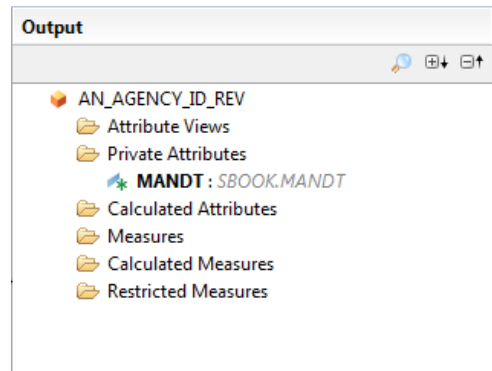 Output
AN_AGENCY_ID_REV
Attribute Views
Private Attributes
MANDT : SBOOK.MANDT
Calculated Attributes
Measures
Calculated Measures
Restricted Measures